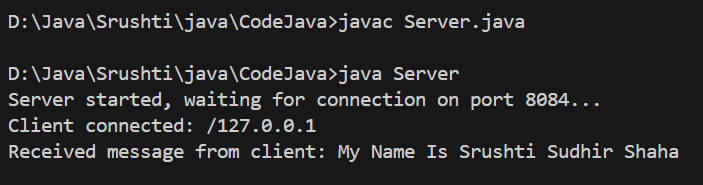 D:\Java\Srushti\java\CodeJava>javac Server.java
D:\Java\Srushti\java\CodeJava>java Server
Server started, waiting for connection on port 8084...
Client connected: /127.0.0.1
Received message from client: My Name Is Srushti Sudhir Shaha